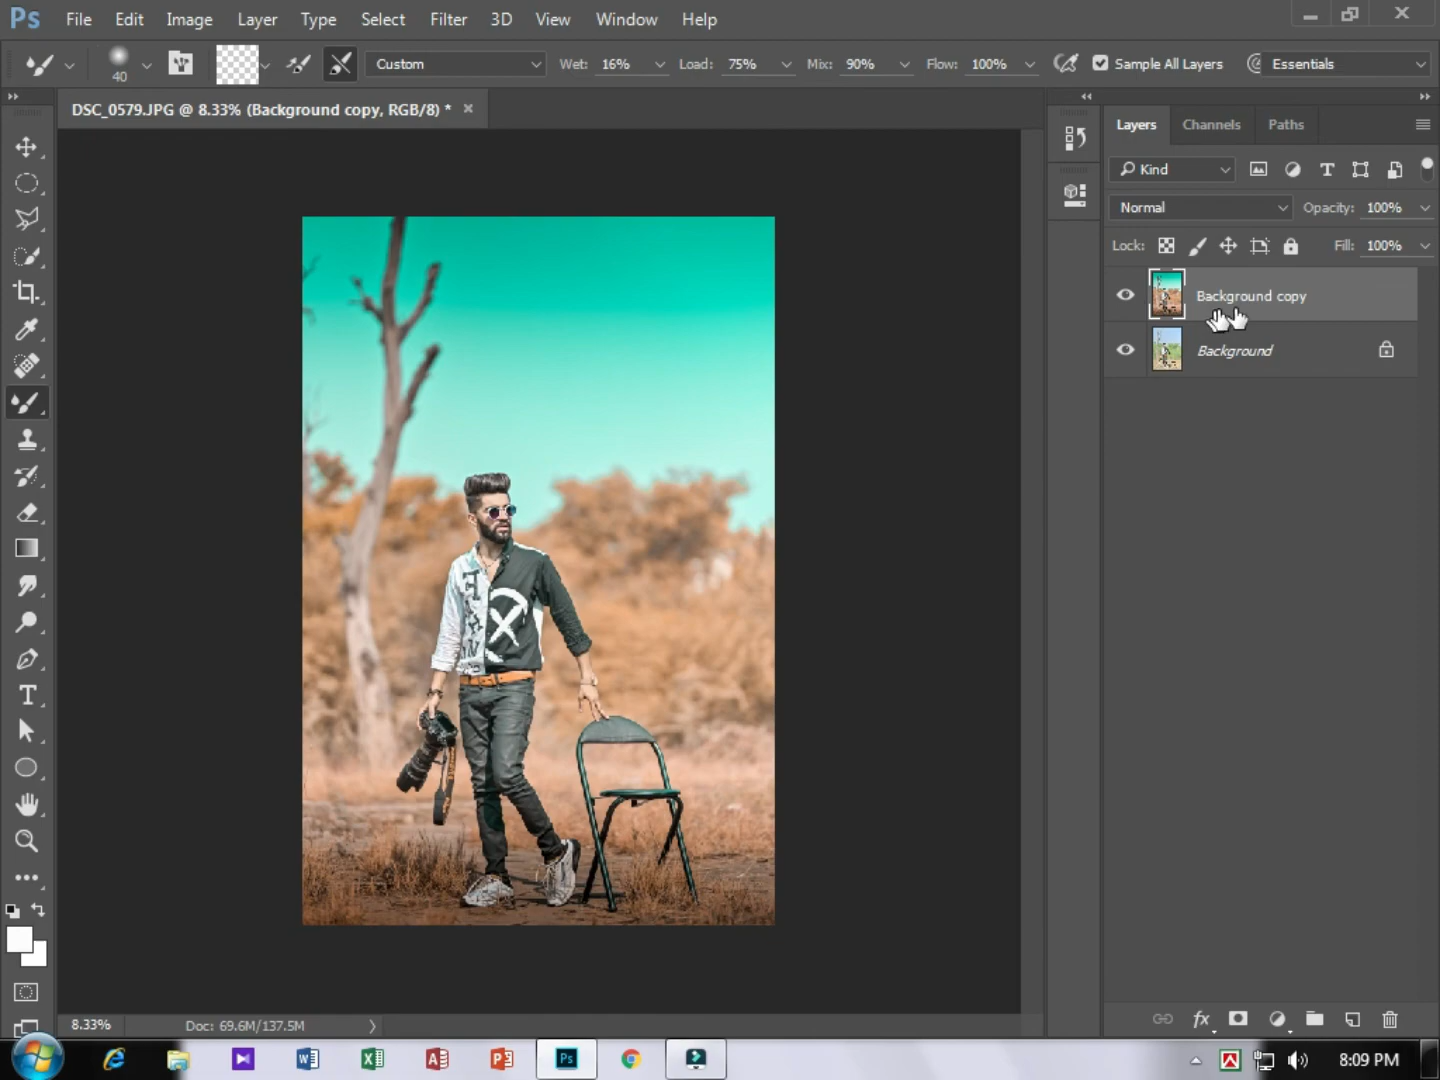 Ps File Edit Image Layer Type Select Filter 3D View Window Help
40 Custom Wet: 16% Load: 75% Mix: 90% Flow: 100% Sample All Layers Essentials
DSC_0579.JPG @ 8.33% (Background copy, RGB/8) *
Layers Channels Paths
Kind
Normal Opacity: 100%
Lock: Fill: 100%
Background copy
Background
8.33% Doc: 69.6M/137.5M
8:09 PM